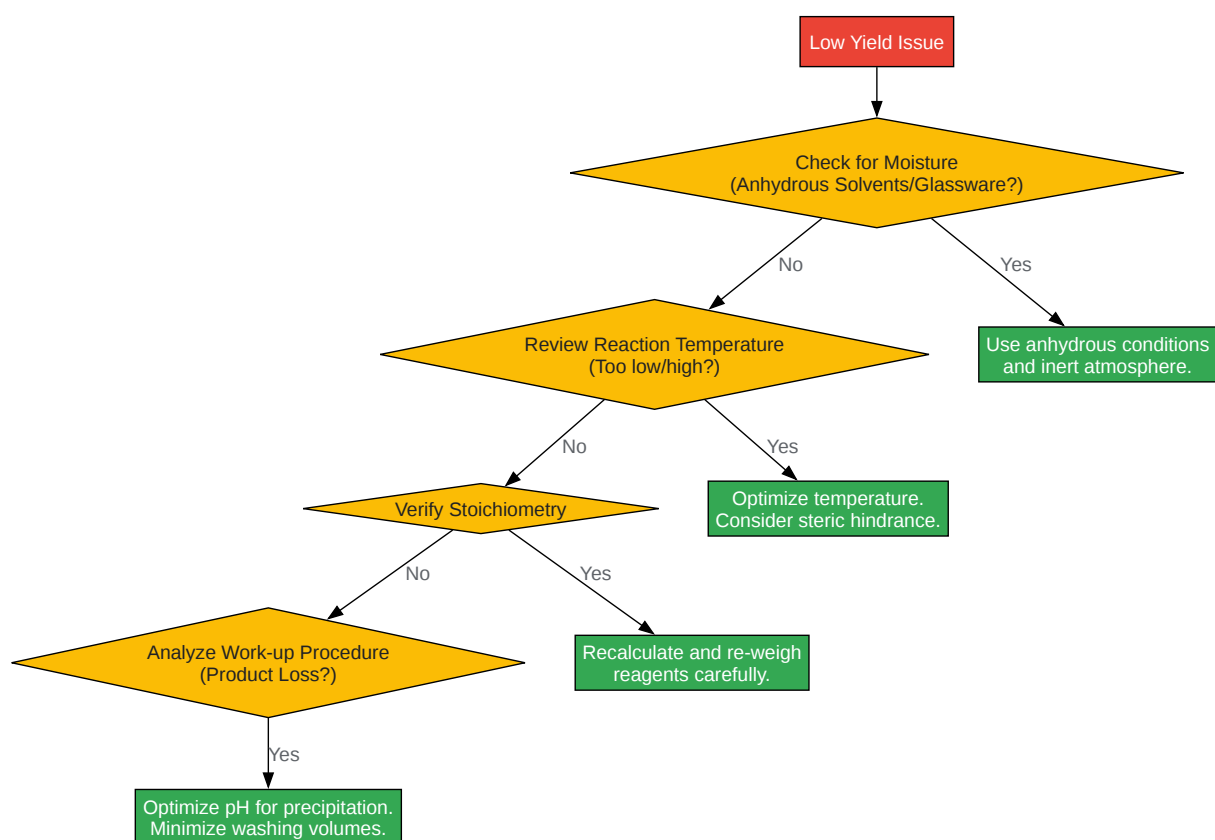 Low Yield Issue
Check for Moisture
(Anhydrous Solvents/Glassware?)
No
Yes
Review Reaction Temperature
(Too low/high?)
Use anhydrous conditions
and inert atmosphere.
No
Yes
Verify Stoichiometry
Optimize temperature.
Consider steric hindrance.
No
Yes
Analyze Work-up Procedure
(Product Loss?)
Recalculate and re-weigh
reagents carefully.
Yes
Optimize pH for precipitation.
Minimize washing volumes.